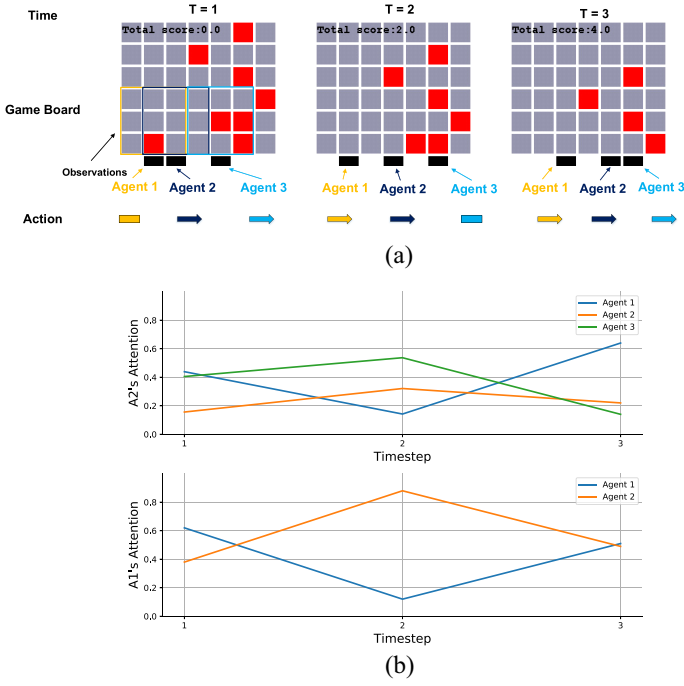 Time
T = 1
T = 2
T = 3
Total score:0.0
Total score:2.0
Total score:4.0
Game Board
Observations
Agent 1
Agent 2
Agent 3
Agent 1
Agent 2
Agent 3
Agent 1
Agent 2
Agent 3
Action
(a)
A2's Attention
0.8
0.6
0.4
0.2
0.0
Agent 1
Agent 2
Agent 3
1
2
3
Timestep
A1's Attention
0.8
0.6
0.4
0.2
0.0
Agent 1
Agent 2
1
2
3
Timestep
(b)